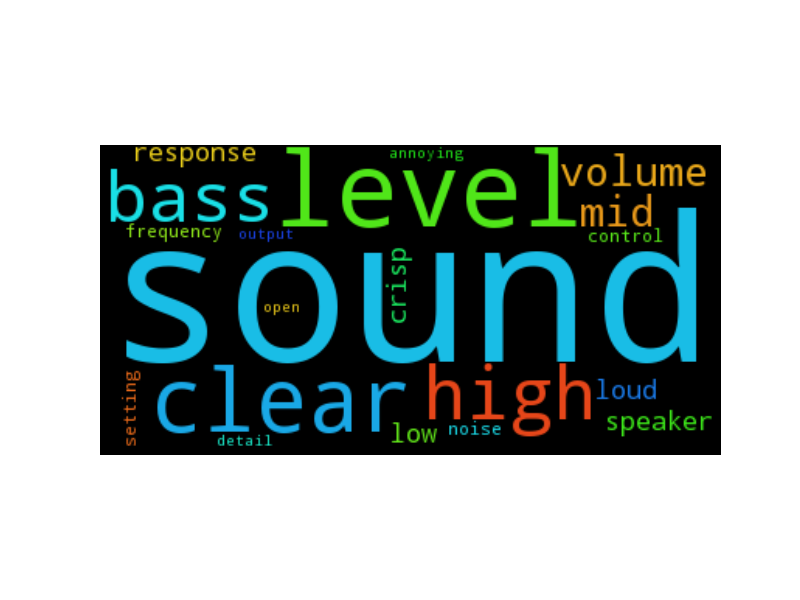 response
annoying
level
volume
bass
mid
frequency
output
control
sound
crisp
open
clear
high
setting
loud
speaker
low
noise
detail